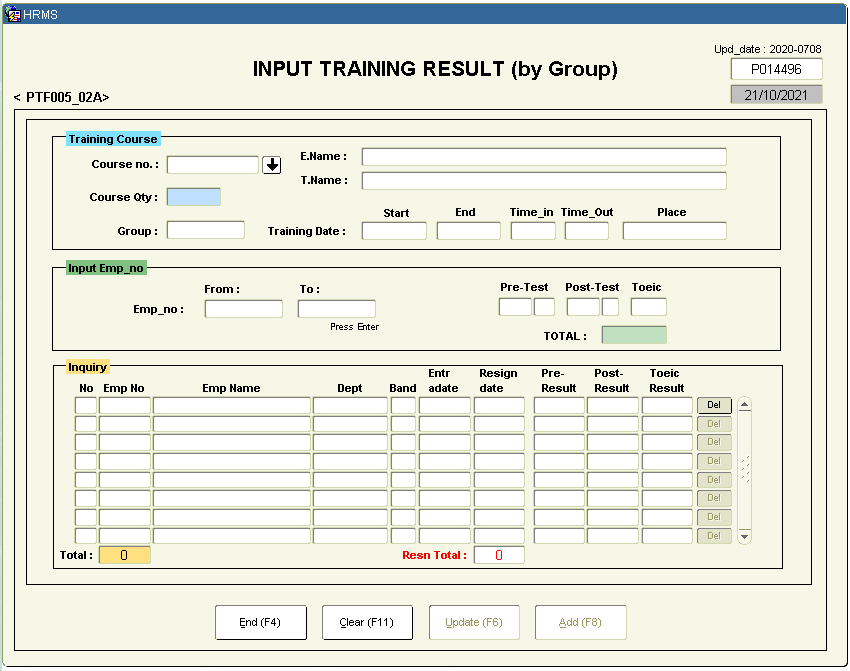 HRMS
Upd_date : 2020-0708
INPUT TRAINING RESULT (by Group)
P014496
< PTF005_02A>
21/10/2021
Training Course
Course no. :
E.Name :
T.Name :
Course Qty :
Start End Time_in Time_Out Place
Group :
Training Date :
Input Emp_no
From : To :
Pre-Test Post-Test Toeic
Emp_no :
Press Enter
TOTAL :
Inquiry
No Emp No Emp Name Dept Band Entr adate Resign date Pre-Result Post-Result Toeic Result
Del
Del
Del
Del
Del
Del
Del
Del
Total : 0
Resn Total : 0
End (F4) Clear (F11) Update (F6) Add (F8)